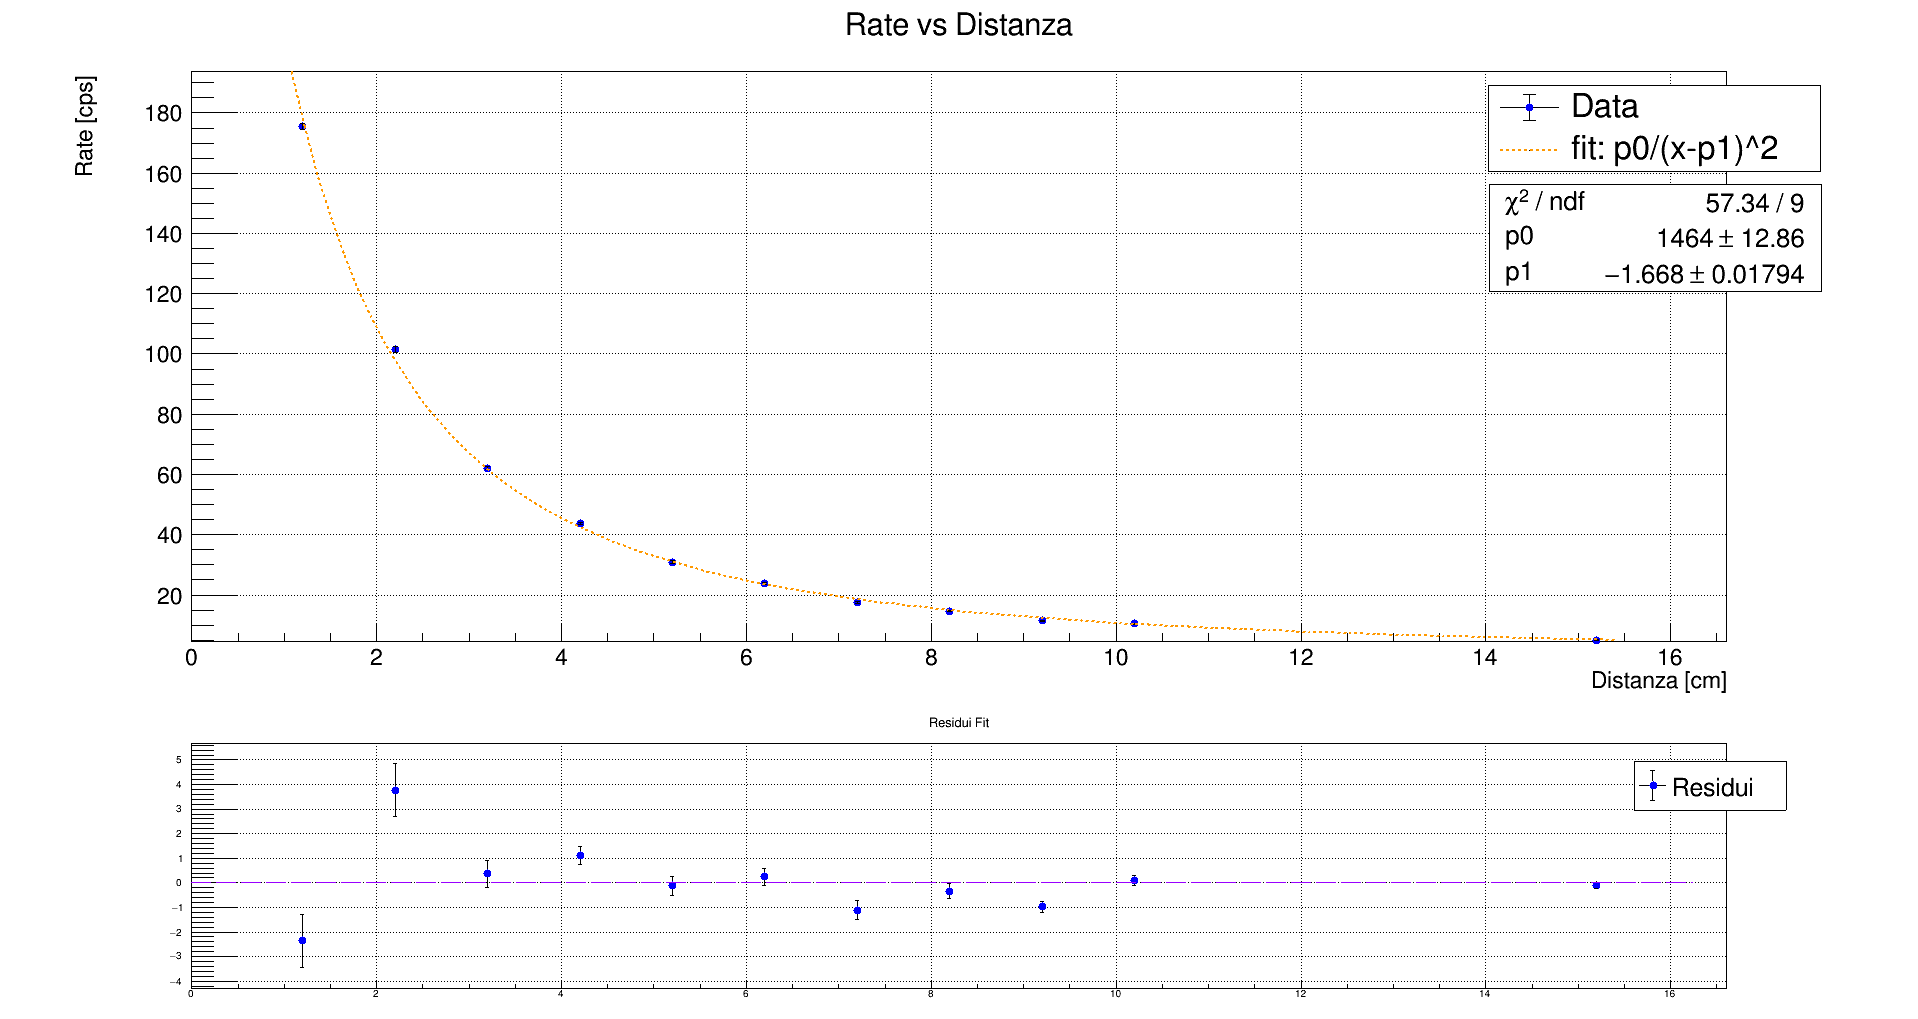 Rate vs Distanza
Rate [cps]
180
160
140
120
100
80
60
40
20
0 2 4 6 8 10 12 14 16
Distanza [cm]
Data
fit: p0/(x-p1)^2
χ² / ndf 57.34 / 9
p0 1464 ± 12.86
p1 −1.668 ± 0.01794
Residui Fit
5
4
3
2
1
0
−1
−2
−3
−4
0 2 4 6 8 10 12 14 16
Residui